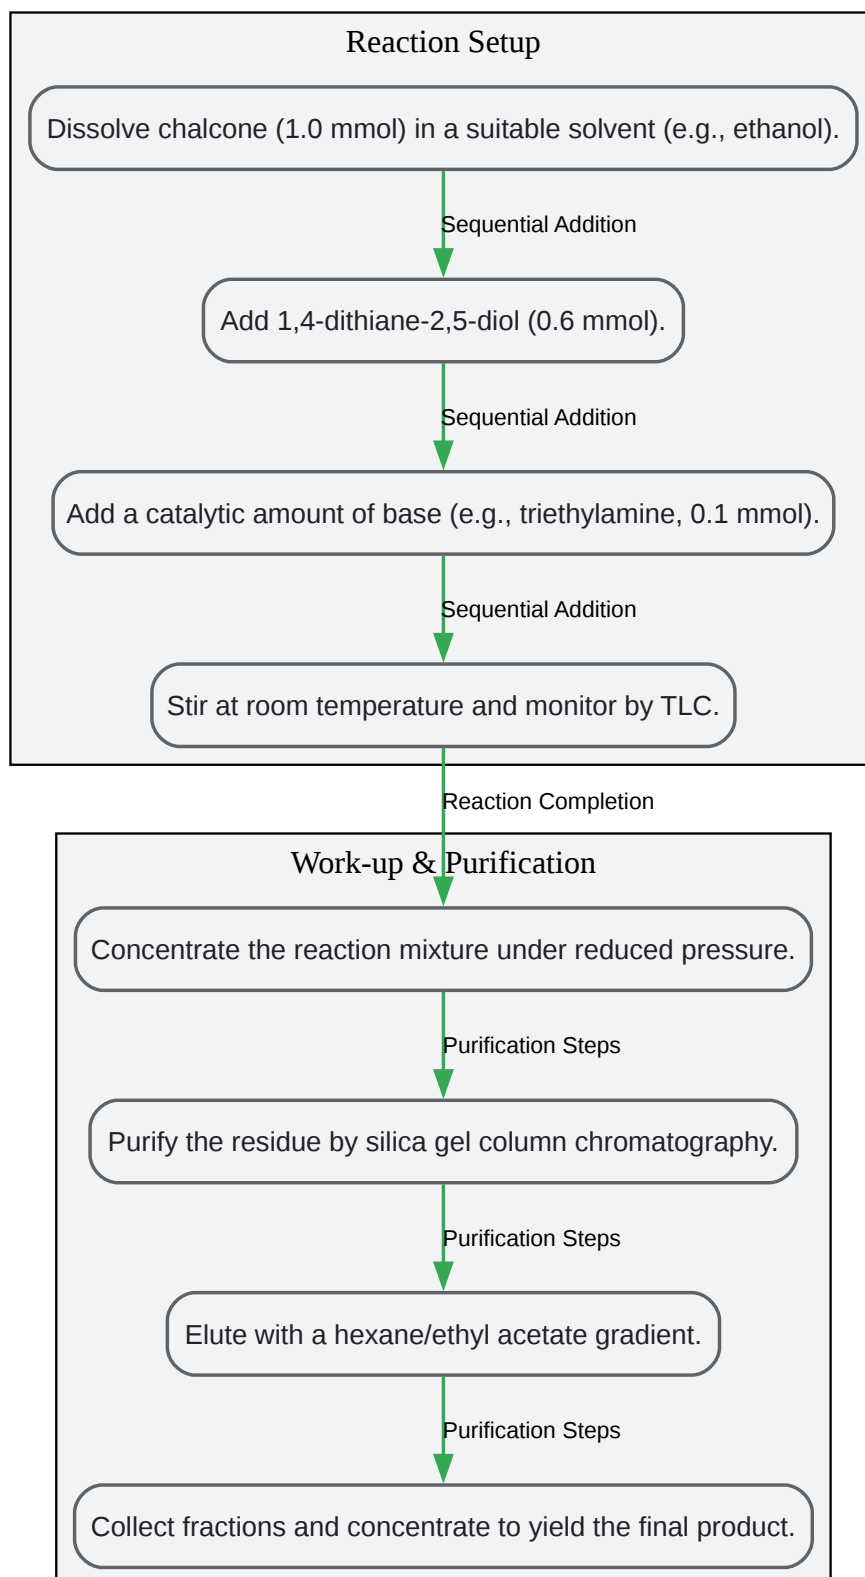 Reaction Setup
Dissolve chalcone (1.0 mmol) in a suitable solvent (e.g., ethanol).
Sequential Addition
Add 1,4-dithiane-2,5-diol (0.6 mmol).
Sequential Addition
Add a catalytic amount of base (e.g., triethylamine, 0.1 mmol).
Sequential Addition
Stir at room temperature and monitor by TLC.
Reaction Completion
Work-up & Purification
Concentrate the reaction mixture under reduced pressure.
Purification Steps
Purify the residue by silica gel column chromatography.
Purification Steps
Elute with a hexane/ethyl acetate gradient.
Purification Steps
Collect fractions and concentrate to yield the final product.